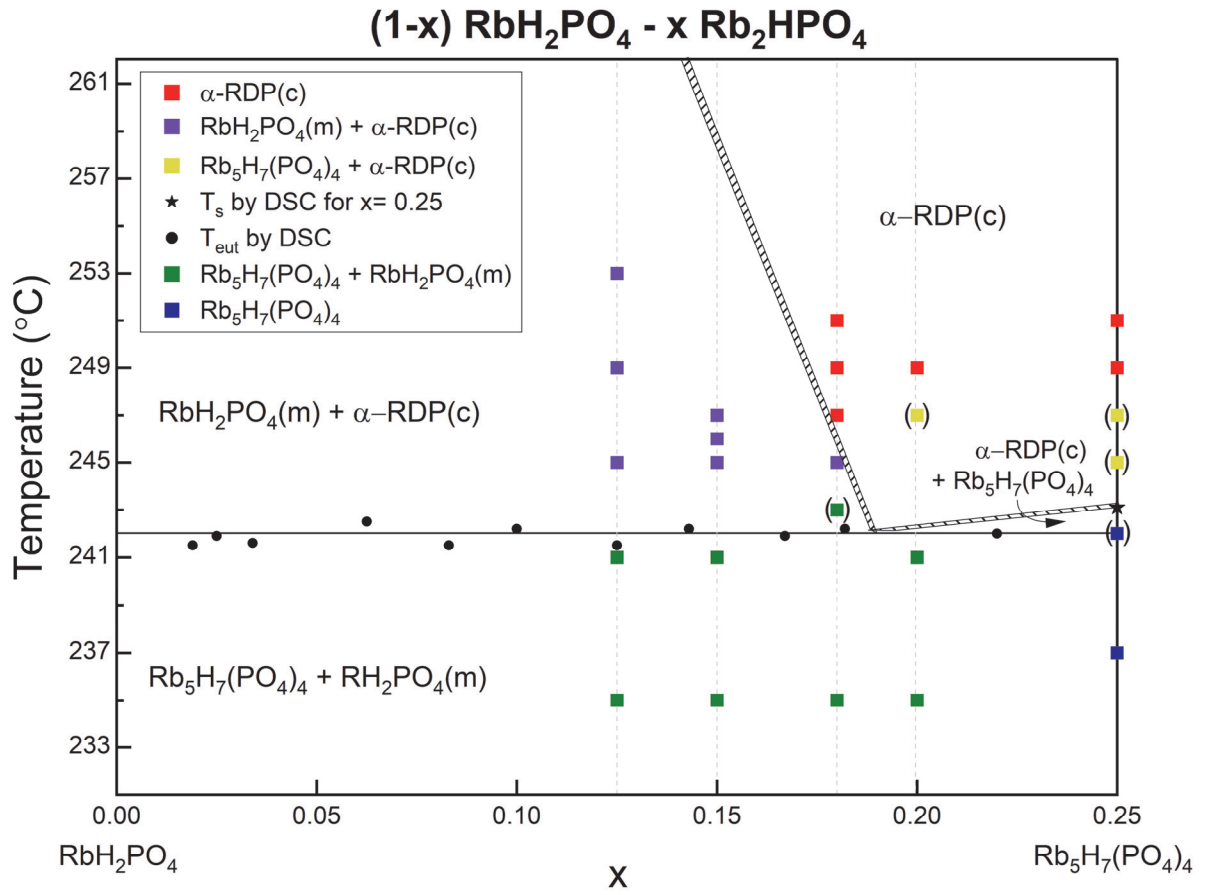 (1-x) RbH₂PO₄ - x Rb₂HPO₄
α-RDP(c)
RbH₂PO₄(m) + α-RDP(c)
Rb₅H₇(PO₄)₄ + α-RDP(c)
Tₛ by DSC for x= 0.25
Tₑᵤₜ by DSC
Rb₅H₇(PO₄)₄ + RbH₂PO₄(m)
Rb₅H₇(PO₄)₄
α–RDP(c)
RbH₂PO₄(m) + α–RDP(c)
α–RDP(c)
+ Rb₅H₇(PO₄)₄
( )
( )
( )
( )
( )
Rb₅H₇(PO₄)₄ + RH₂PO₄(m)
Temperature (°C)
261
257
253
249
245
241
237
233
0.00
0.05
0.10
0.15
0.20
0.25
RbH₂PO₄
Rb₅H₇(PO₄)₄
X